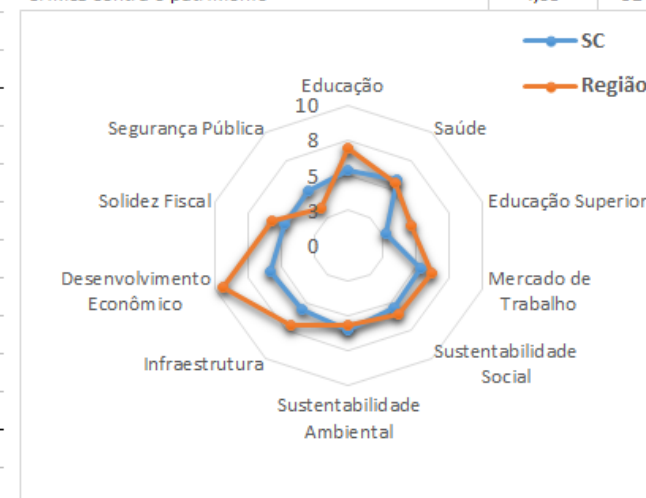 SC
Região
Educação
10
Segurança Pública
Saúde
8
5
Solidez Fiscal
Educação Superior
3
0
Desenvolvimento
Econômico
Mercado de
Trabalho
Infraestrutura
Sustentabilidade
Social
Sustentabilidade
Ambiental